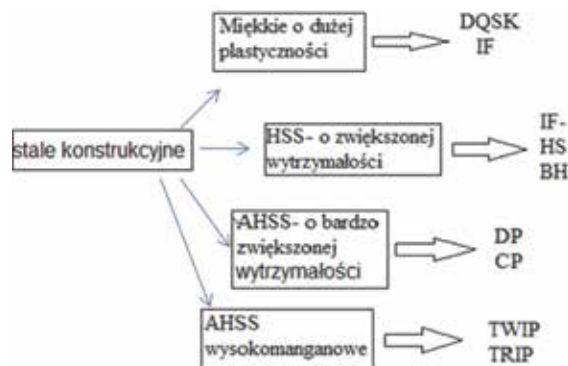 Miękkie o dużej
plastyczności
DQSK
IF
stale konstrukcyjne
HSS- o zwiększonej
wytrzymałości
IF-
HS
BH
AHSS- o bardzo
zwiększonej
wytrzymałości
DP
CP
AHSS
wysokomanganowe
TWIP
TRIP